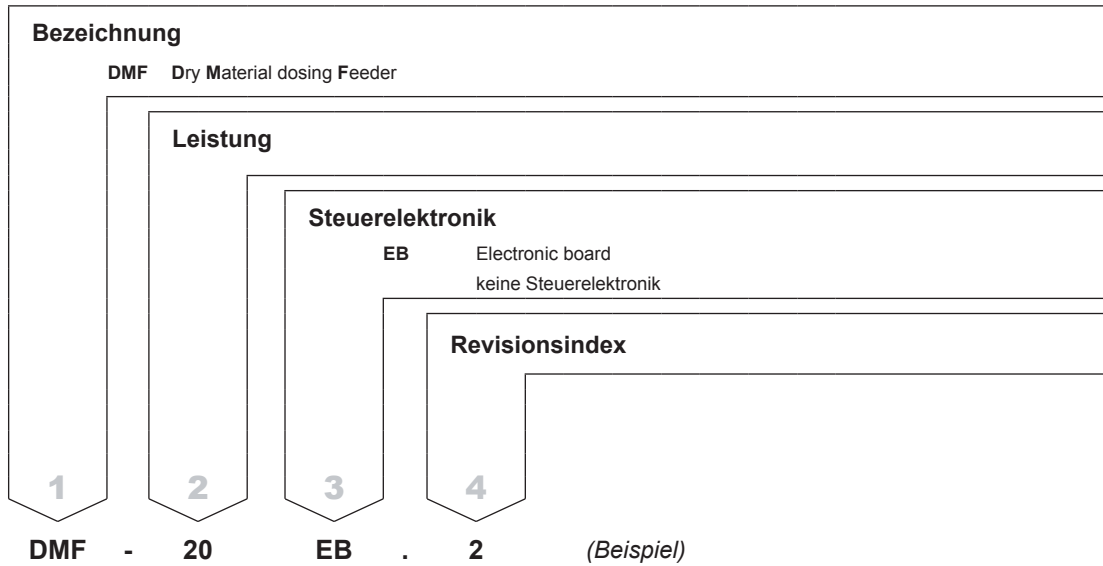 Bezeichnung
DMF Dry Material dosing Feeder
Leistung
Steuerelektronik
EB Electronic board
keine Steuerelektronik
Revisionsindex
1 2 3 4
DMF - 20 EB . 2 (Beispiel)